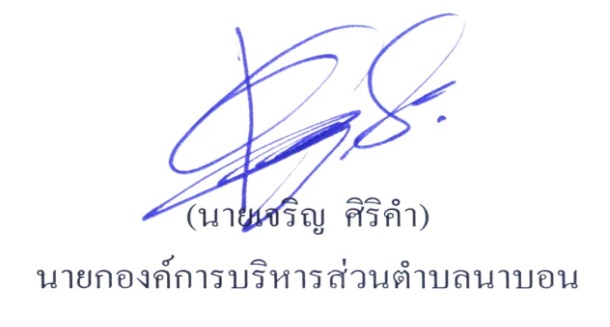 (นายเจริญ ศิริคำ)
นายกองค์การบริหารส่วนตำบลนาบอน